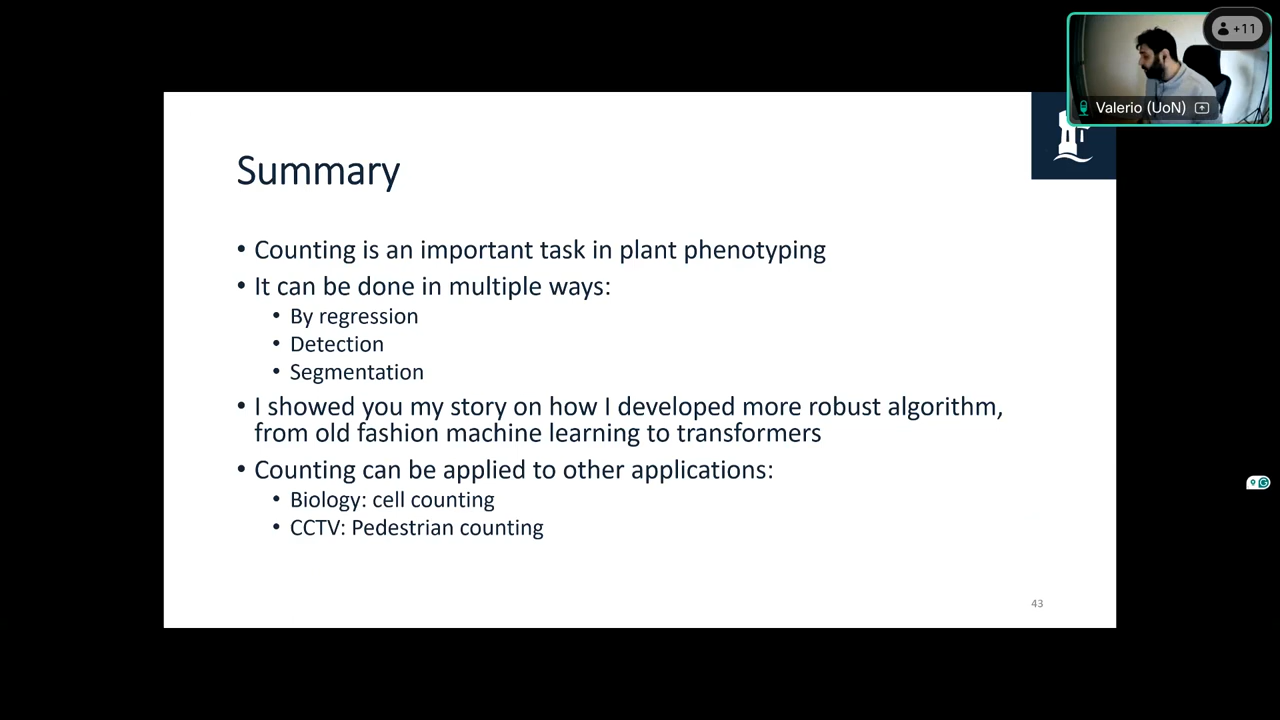 +11
Valerio (UoN)
Summary
• Counting is an important task in plant phenotyping
• It can be done in multiple ways:
• By regression
• Detection
• Segmentation
• I showed you my story on how I developed more robust algorithm,
from old fashion machine learning to transformers
• Counting can be applied to other applications:
• Biology: cell counting
• CCTV: Pedestrian counting
43